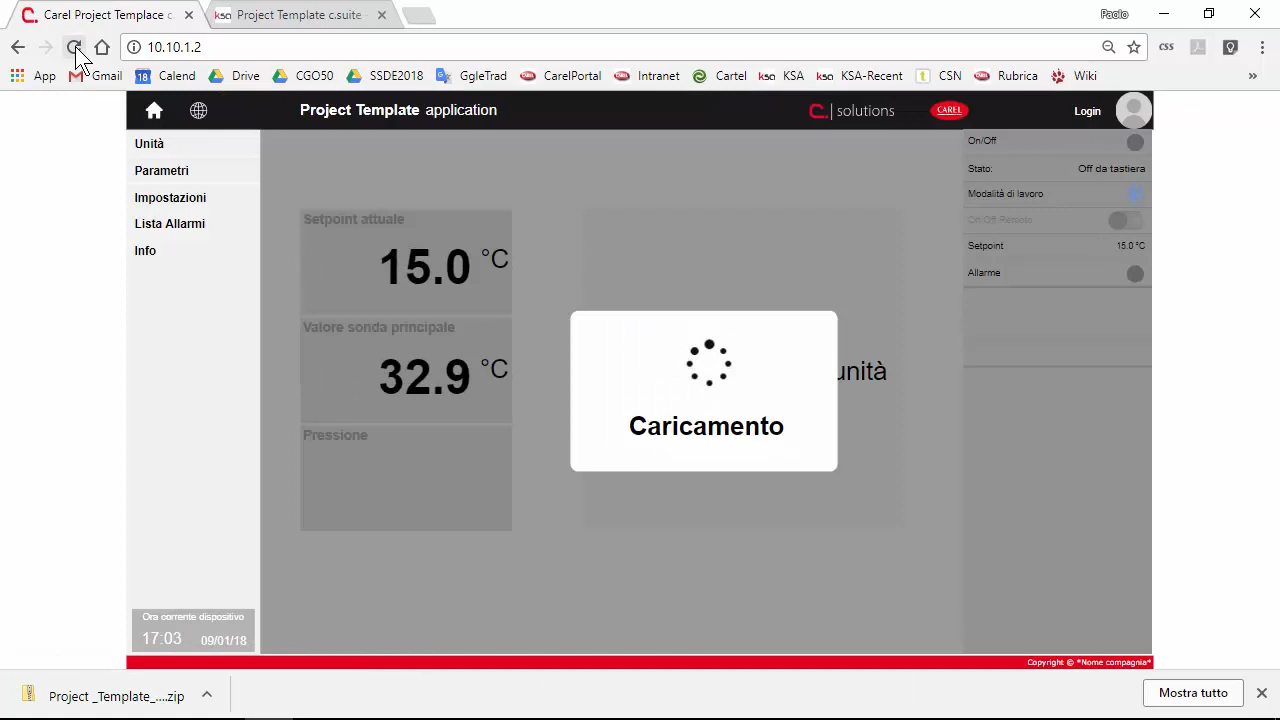 Carel Project Template c.
Project Template c.suite
Paolo
10.10.1.2
CSS
App
Gmail
18
Calend
Drive
CGO50
SSDE2018
GgleTrad
CarelPortal
Intranet
Cartel
KSA
KSA-Recent
CSN
Rubrica
Wiki
Project Template application
c. | solutions
CAREL
Login
Unità
Parametri
Impostazioni
Lista Allarmi
Info
Setpoint attuale
15.0 °C
Valore sonda principale
32.9 °C
Pressione
unità
Caricamento
On/Off
Stato: Off da tastiera
Modalità di lavoro
On/Off Remoto
Setpoint 15.0 °C
Allarme
Ora corrente dispositivo
17:03 09/01/18
Copyright © *Nome compagnia*
Project _Template_....zip
Mostra tutto